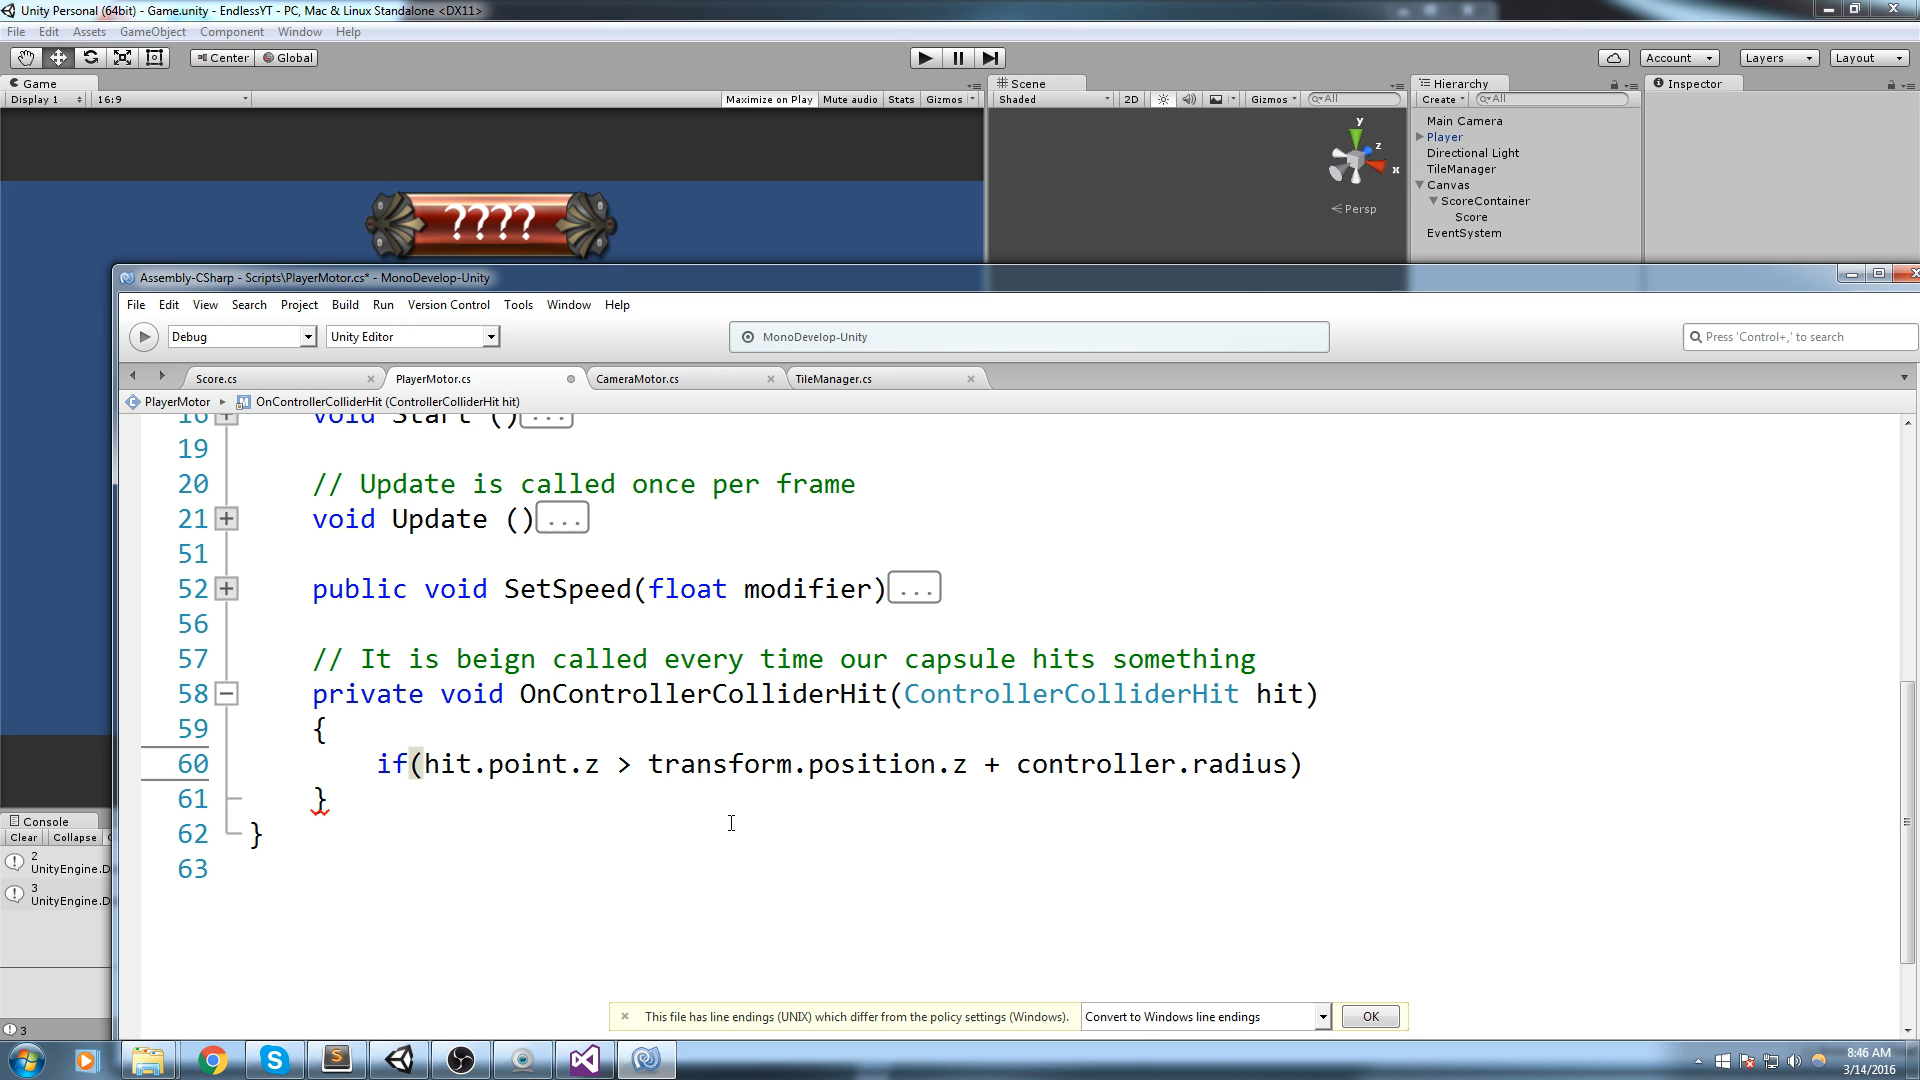 Unity Personal (64bit) - Game.unity - EndlessYT - PC, Mac & Linux Standalone <DX11>
File Edit Assets GameObject Component Window Help
Center Global Account Layers Layout
Game Scene Hierarchy Inspector
Display 1 16:9 Maximize on Play Mute audio Stats Gizmos Shaded 2D Gizmos All Create All
Main Camera
Player
Directional Light
TileManager
Canvas
ScoreContainer
Score
EventSystem
y
z
x
Persp
????
Assembly-CSharp - Scripts\PlayerMotor.cs* - MonoDevelop-Unity
File Edit View Search Project Build Run Version Control Tools Window Help
Debug Unity Editor MonoDevelop-Unity Press 'Control+,' to search
Score.cs PlayerMotor.cs CameraMotor.cs TileManager.cs
PlayerMotor OnControllerColliderHit (ControllerColliderHit hit)
16 void Start ()...
19
20 // Update is called once per frame
21 void Update ()...
51
52 public void SetSpeed(float modifier)...
56
57 // It is beign called every time our capsule hits something
58 private void OnControllerColliderHit(ControllerColliderHit hit)
59 {
60 if(hit.point.z > transform.position.z + controller.radius)
61 }
62 }
63
Console
Clear Collapse
2
UnityEngine.D
3
UnityEngine.D
3
This file has line endings (UNIX) which differ from the policy settings (Windows). Convert to Windows line endings OK
8:46 AM
3/14/2016